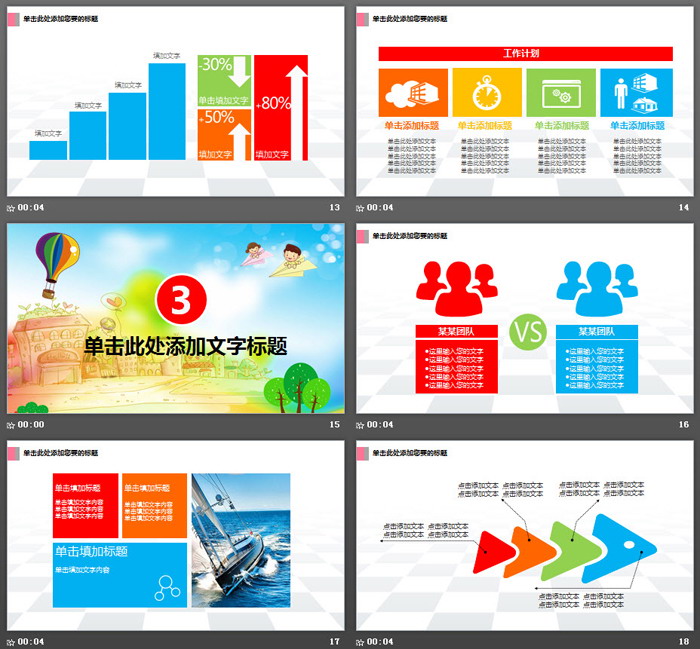 单击此处添加您要的标题
填加文字
填加文字
填加文字
填加文字
-30%
单击填加文字
+50%
填加文字
+80%
填加文字
00:04
13
单击此处添加您要的标题
工作计划
单击添加标题
单击此处添加文本
单击此处添加文本
单击此处添加文本
单击此处添加文本
单击此处添加文本
单击添加标题
单击此处添加文本
单击此处添加文本
单击此处添加文本
单击此处添加文本
单击此处添加文本
单击添加标题
单击此处添加文本
单击此处添加文本
单击此处添加文本
单击此处添加文本
单击此处添加文本
单击添加标题
单击此处添加文本
单击此处添加文本
单击此处添加文本
单击此处添加文本
单击此处添加文本
00:04
14
3
单击此处添加文字标题
00:00
15
单击此处添加您要的标题
某某团队
●这里输入您的文字
●这里输入您的文字
●这里输入您的文字
●这里输入您的文字
●这里输入您的文字
VS
某某团队
●这里输入您的文字
●这里输入您的文字
●这里输入您的文字
●这里输入您的文字
●这里输入您的文字
00:04
16
单击此处添加您要的标题
单击填加标题
单击填加文字内容
单击填加文字内容
单击填加文字内容
单击填加标题
单击填加文字内容
单击填加文字内容
单击填加文字内容
单击填加标题
单击填加文字内容
00:04
17
单击此处添加您要的标题
点击添加文本 点击添加文本
点击添加文本 点击添加文本
点击添加文本 点击添加文本
点击添加文本 点击添加文本
点击添加文本 点击添加文本
点击添加文本 点击添加文本
点击添加文本 点击添加文本
点击添加文本 点击添加文本
00:04
18